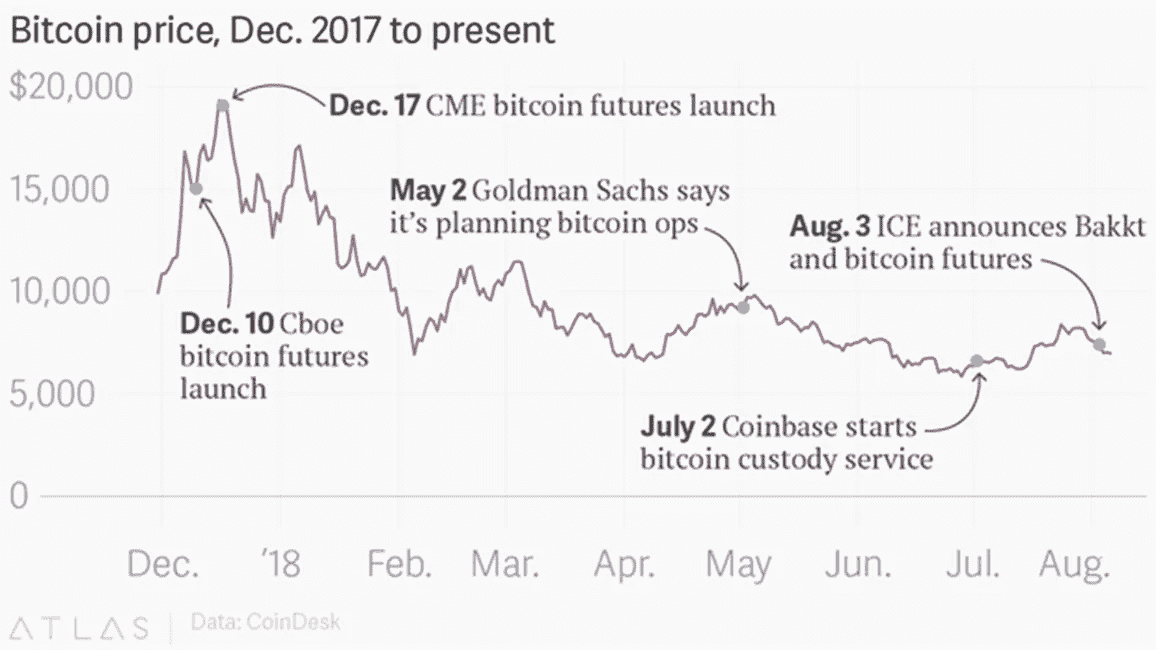 Bitcoin price, Dec. 2017 to present
$20,000
Dec. 17 CME bitcoin futures launch
15,000
May 2 Goldman Sachs says
it's planning bitcoin ops
Aug. 3 ICE announces Bakkt
and bitcoin futures
10,000
Dec. 10 Cboe
bitcoin futures
launch
5,000
July 2 Coinbase starts
bitcoin custody service
0
Dec. '18 Feb. Mar. Apr. May Jun. Jul. Aug.
ATLAS | Data: CoinDesk